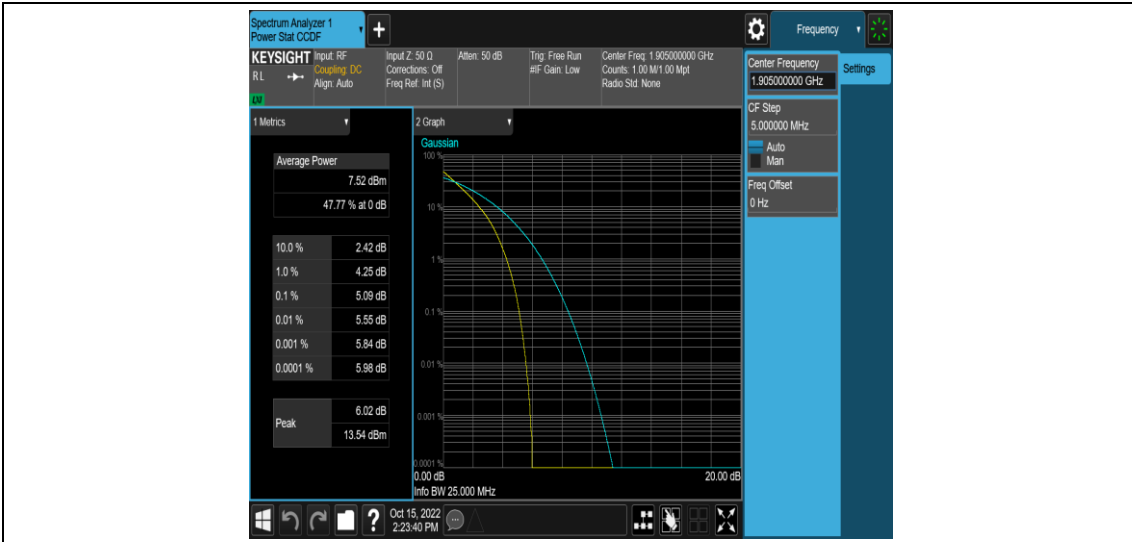 Spectrum Analyzer 1
Power Stat CCDF
+
Frequency
KEYSIGHT
R L
LXI
Input: RF
Coupling: DC
Align: Auto
Input Z: 50 Ω
Corrections: Off
Freq Ref: Int (S)
Atten: 50 dB
Trig: Free Run
#IF Gain: Low
Center Freq: 1.905000000 GHz
Counts: 1.00 M/1.00 Mpt
Radio Std: None
Center Frequency
1.905000000 GHz
Settings
CF Step
5.000000 MHz
Auto
Man
Freq Offset
0 Hz
1 Metrics
Average Power
7.52 dBm
47.77 % at 0 dB
10.0 % 2.42 dB
1.0 % 4.25 dB
0.1 % 5.09 dB
0.01 % 5.55 dB
0.001 % 5.84 dB
0.0001 % 5.98 dB
Peak
6.02 dB
13.54 dBm
2 Graph
Gaussian
100 %
10 %
1 %
0.1 %
0.01 %
0.001 %
0.0001 %
0.00 dB 20.00 dB
Info BW 25.000 MHz
?
Oct 15, 2022
2:23:40 PM